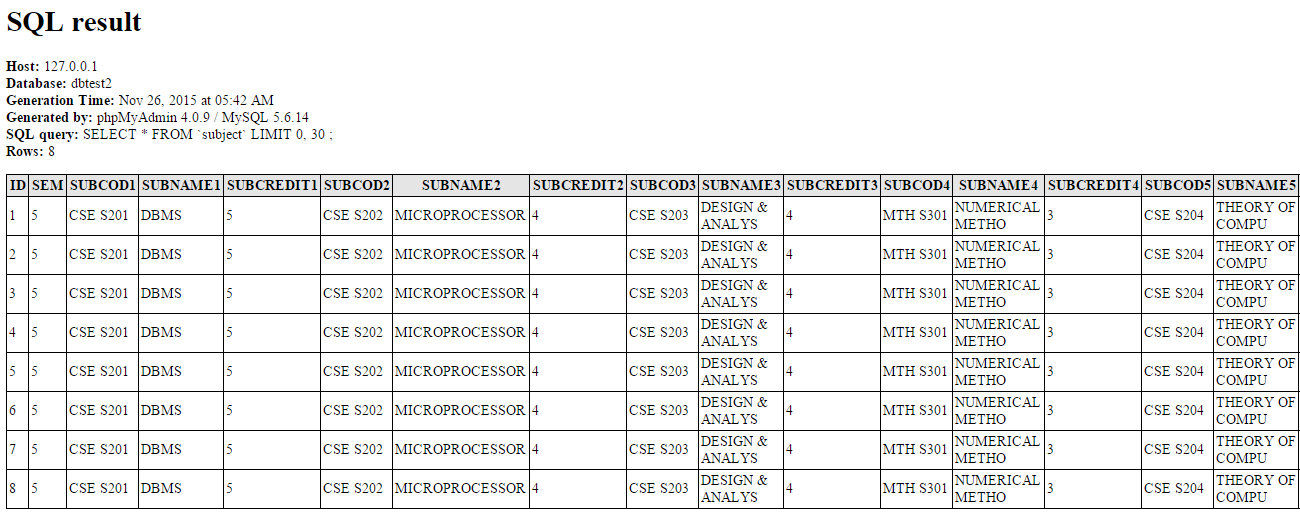 SQL result
Host: 127.0.0.1
Database: dbtest2
Generation Time: Nov 26, 2015 at 05:42 AM
Generated by: phpMyAdmin 4.0.9 / MySQL 5.6.14
SQL query: SELECT * FROM `subject` LIMIT 0, 30 ;
Rows: 8
ID SEM SUBCOD1 SUBNAME1 SUBCREDIT1 SUBCOD2 SUBNAME2 SUBCREDIT2 SUBCOD3 SUBNAME3 SUBCREDIT3 SUBCOD4 SUBNAME4 SUBCREDIT4 SUBCOD5 SUBNAME5
1 5 CSE S201 DBMS 5 CSE S202 MICROPROCESSOR 4 CSE S203 DESIGN & ANALYS 4 MTH S301 NUMERICAL METHO 3 CSE S204 THEORY OF COMPU
2 5 CSE S201 DBMS 5 CSE S202 MICROPROCESSOR 4 CSE S203 DESIGN & ANALYS 4 MTH S301 NUMERICAL METHO 3 CSE S204 THEORY OF COMPU
3 5 CSE S201 DBMS 5 CSE S202 MICROPROCESSOR 4 CSE S203 DESIGN & ANALYS 4 MTH S301 NUMERICAL METHO 3 CSE S204 THEORY OF COMPU
4 5 CSE S201 DBMS 5 CSE S202 MICROPROCESSOR 4 CSE S203 DESIGN & ANALYS 4 MTH S301 NUMERICAL METHO 3 CSE S204 THEORY OF COMPU
5 5 CSE S201 DBMS 5 CSE S202 MICROPROCESSOR 4 CSE S203 DESIGN & ANALYS 4 MTH S301 NUMERICAL METHO 3 CSE S204 THEORY OF COMPU
6 5 CSE S201 DBMS 5 CSE S202 MICROPROCESSOR 4 CSE S203 DESIGN & ANALYS 4 MTH S301 NUMERICAL METHO 3 CSE S204 THEORY OF COMPU
7 5 CSE S201 DBMS 5 CSE S202 MICROPROCESSOR 4 CSE S203 DESIGN & ANALYS 4 MTH S301 NUMERICAL METHO 3 CSE S204 THEORY OF COMPU
8 5 CSE S201 DBMS 5 CSE S202 MICROPROCESSOR 4 CSE S203 DESIGN & ANALYS 4 MTH S301 NUMERICAL METHO 3 CSE S204 THEORY OF COMPU